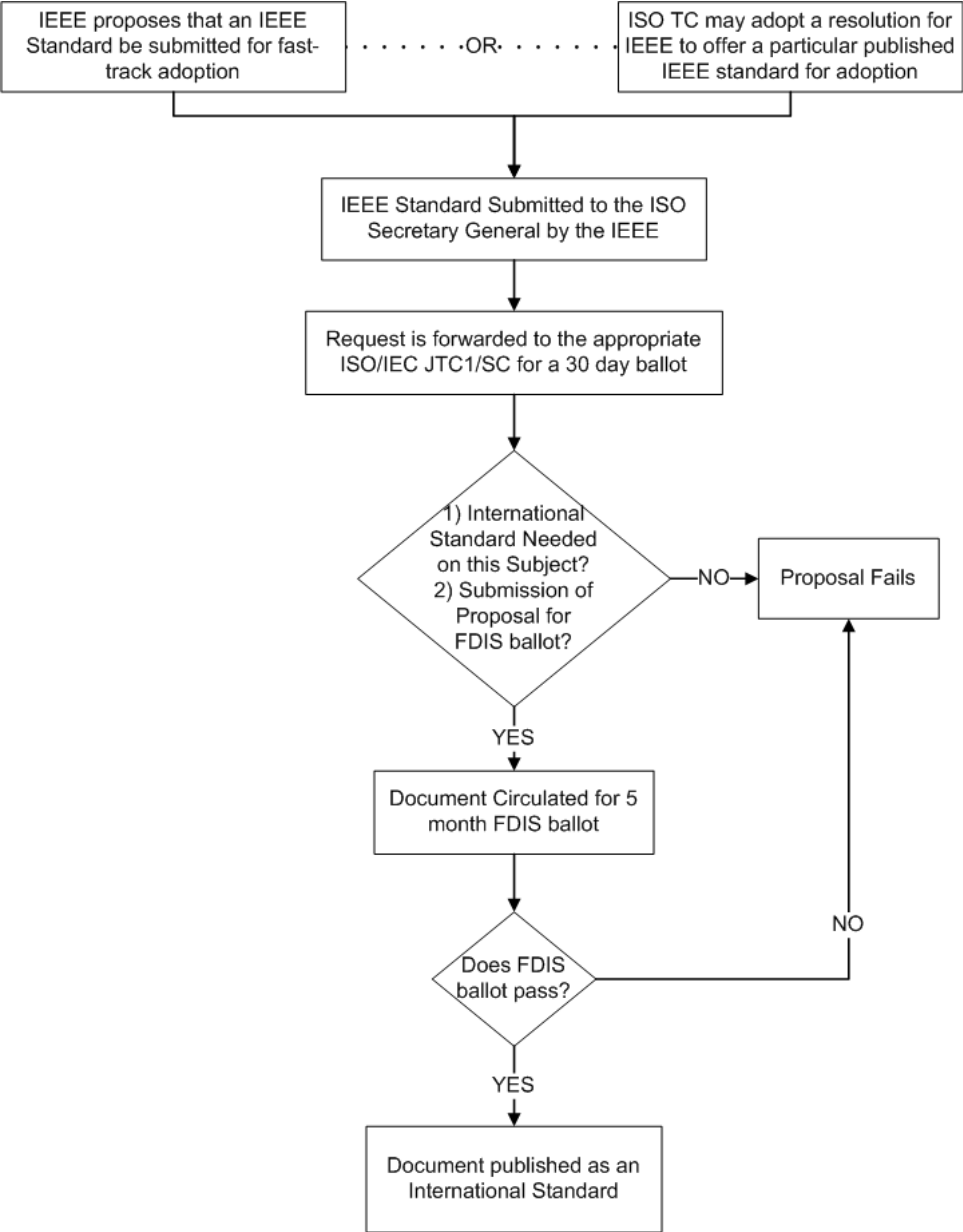 IEEE proposes that an IEEE
Standard be submitted for fast-
track adoption
OR
ISO TC may adopt a resolution for
IEEE to offer a particular published
IEEE standard for adoption
IEEE Standard Submitted to the ISO
Secretary General by the IEEE
Request is forwarded to the appropriate
ISO/IEC JTC1/SC for a 30 day ballot
1) International
Standard Needed
on this Subject?
2) Submission of
Proposal for
FDIS ballot?
NO
Proposal Fails
YES
Document Circulated for 5
month FDIS ballot
Does FDIS
ballot pass?
NO
YES
Document published as an
International Standard